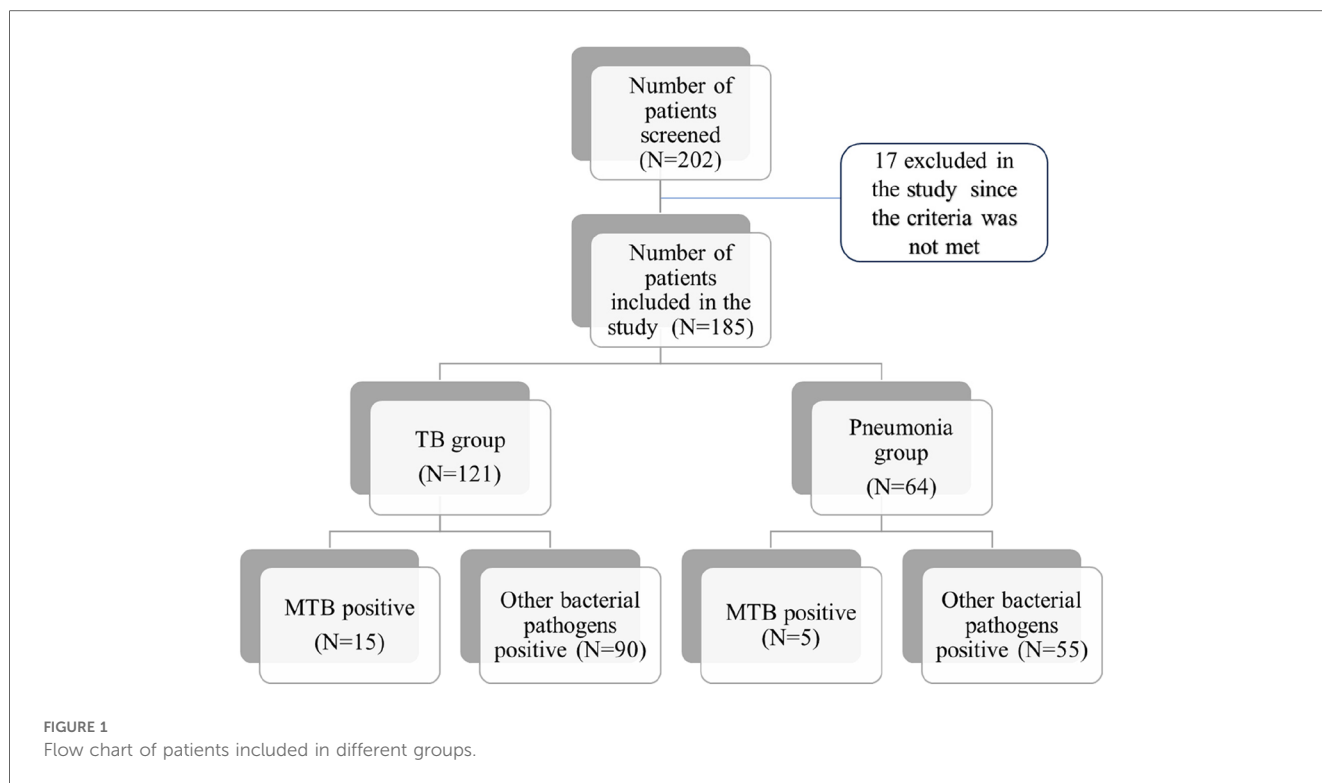 Number of
patients
screened
(N=202)
17 excluded in
the study since
the criteria was
not met
Number of
patients
included in the
study (N=185)
TB group
(N=121)
Pneumonia
group
(N=64)
MTB positive
(N=15)
Other bacterial
pathogens
positive (N=90)
MTB positive
(N=5)
Other bacterial
pathogens
positive (N=55)
FIGURE 1
Flow chart of patients included in different groups.